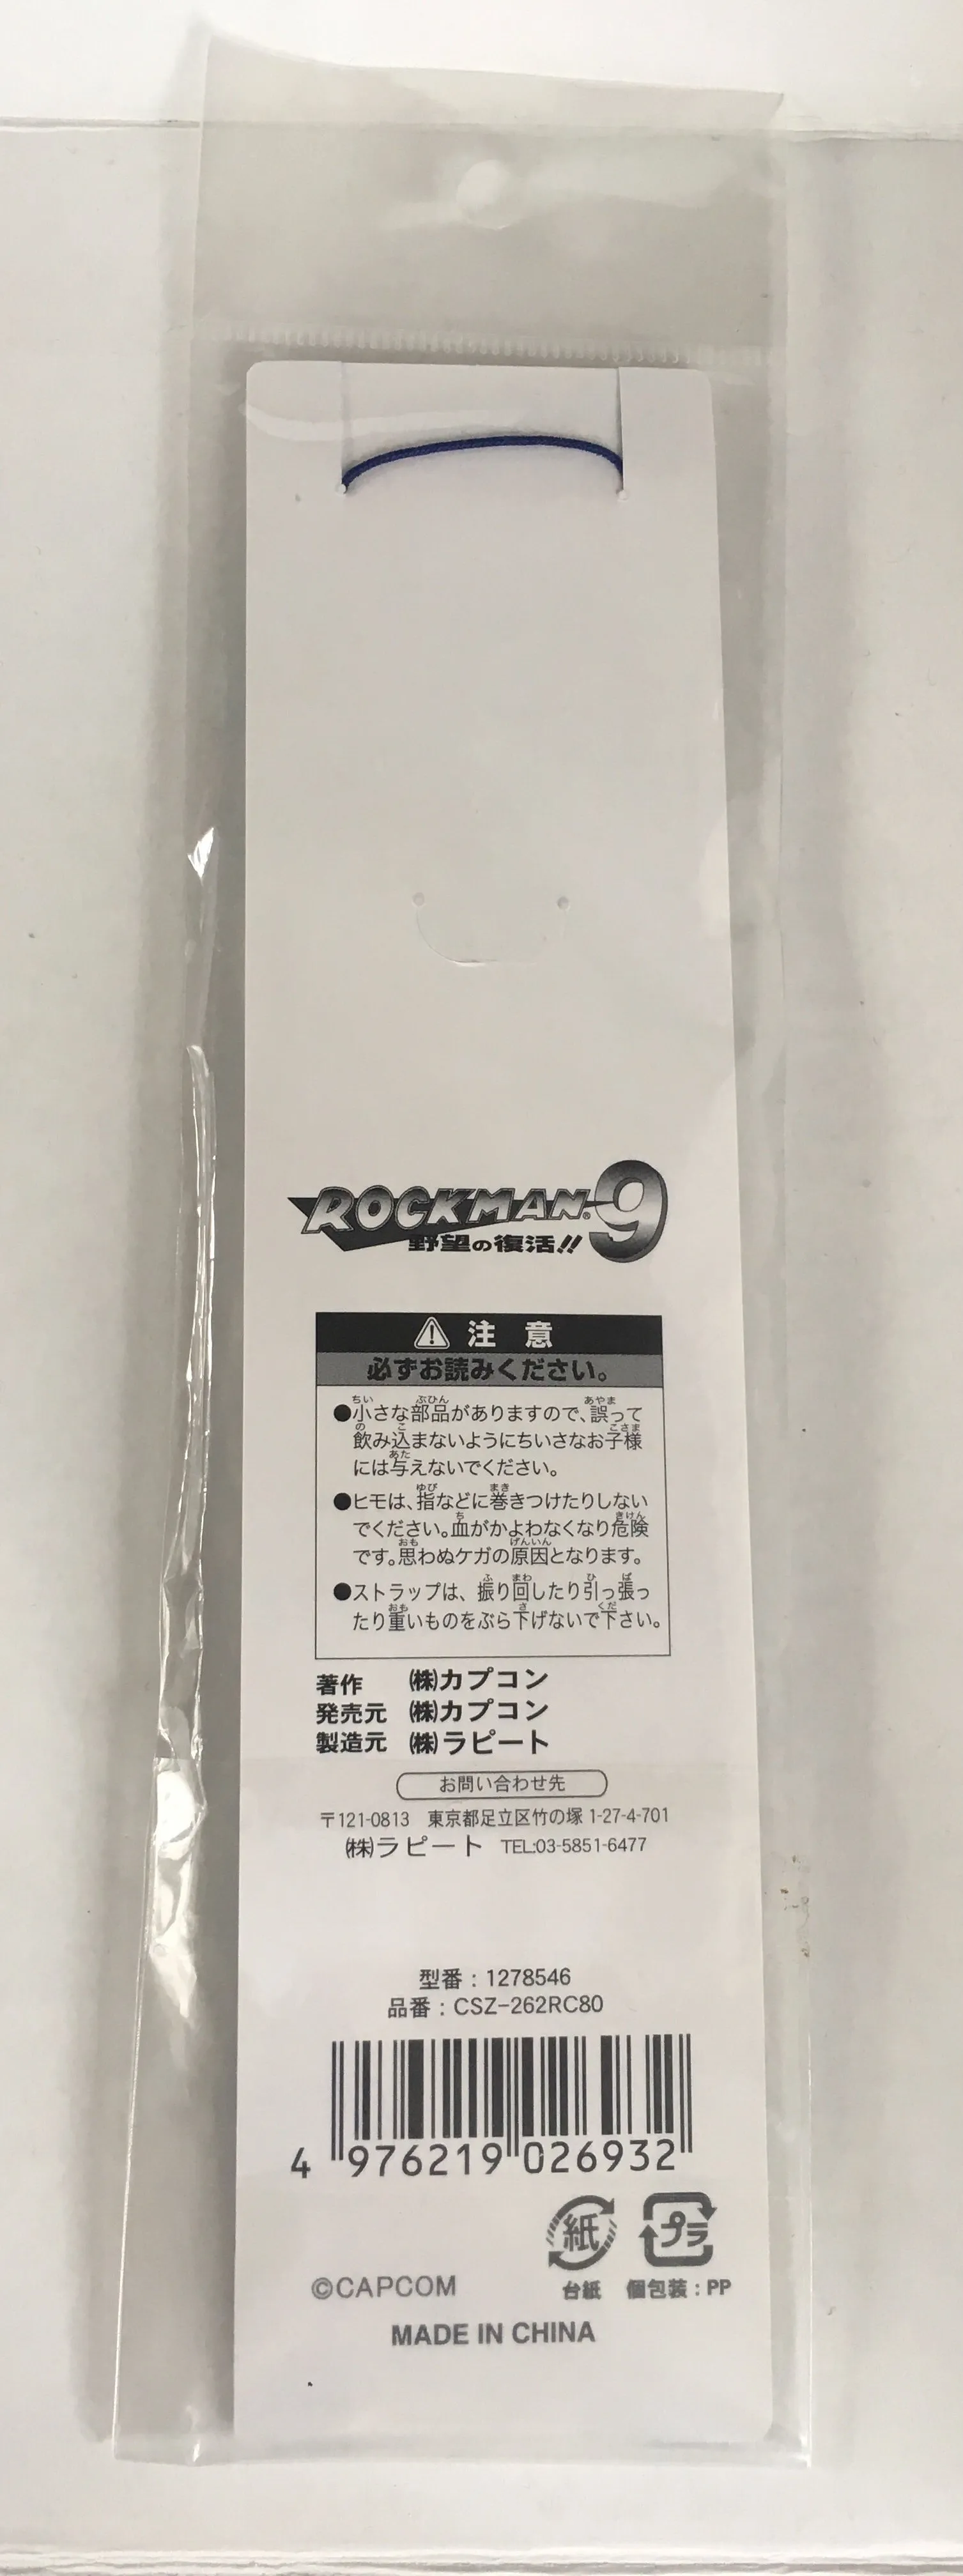 ROCKMAN 9
野望の復活!!
注意
必ずお読みください。
●小さな部品がありますので、誤って
飲み込まないようにちいさなお子様
には与えないでください。
●ヒモは、指などに巻きつけたりしない
でください。血がかよわなくなり危険
です。思わぬケガの原因となります。
●ストラップは、振り回したり引っ張っ
たり重いものをぶら下げないで下さい。
著作 ㈱カプコン
発売元 ㈱カプコン
製造元 ㈱ラピート
お問い合わせ先
〒121-0813 東京都足立区竹の塚1-27-4-701
㈱ラピート TEL:03-5851-6477
型番：1278546
品番：CSZ-262RC80
4 976219 026932
紙 プラ
台紙 個包装：PP
©CAPCOM
MADE IN CHINA